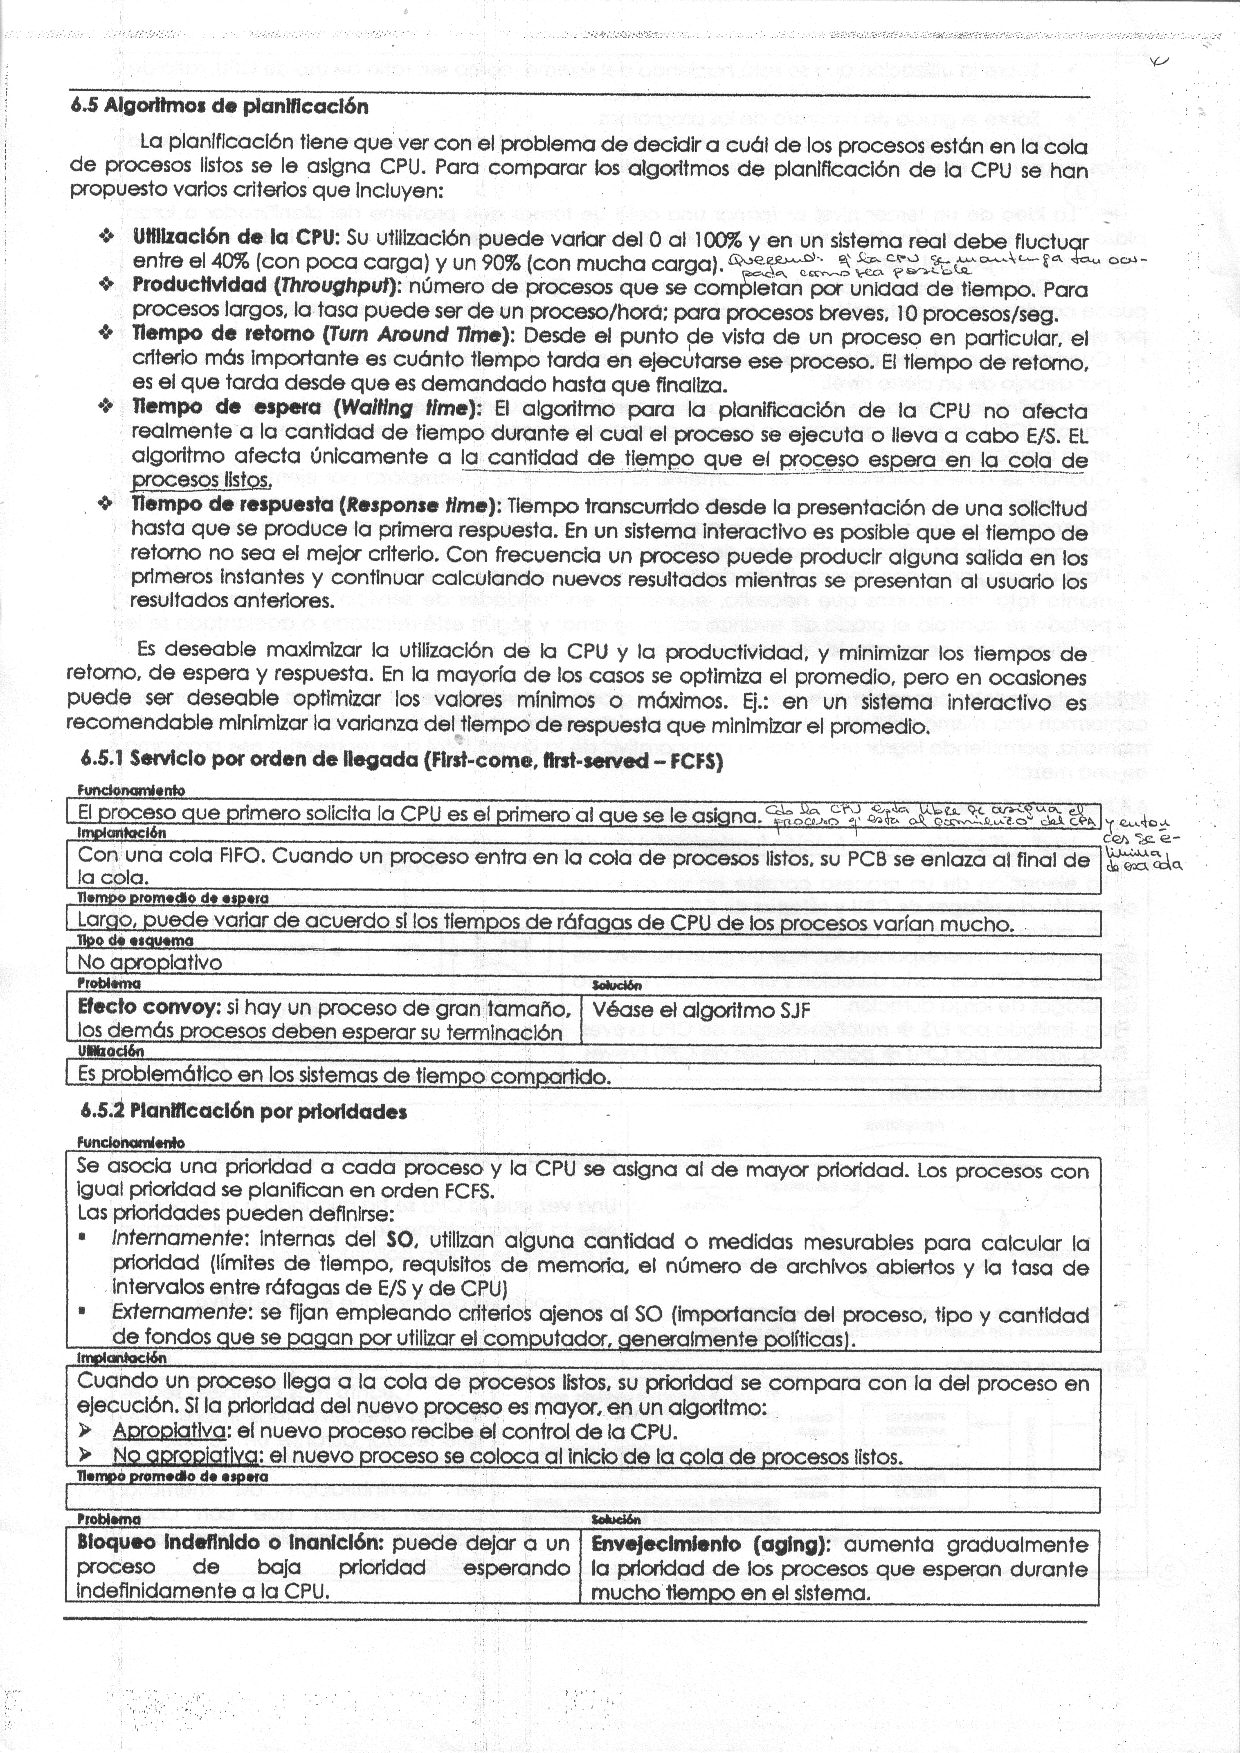 6.5 Algoritmos de planificación
La planificación tiene que ver con el problema de decidir a cuál de los procesos están en la cola
de procesos listos se le asigna CPU. Para comparar los algoritmos de planificación de la CPU se han
propuesto varios criterios que incluyen:
❖ Utilización de la CPU: Su utilización puede variar del 0 al 100% y en un sistema real debe fluctuar
entre el 40% (con poca carga) y un 90% (con mucha carga). Queremos q' la CPU se mantenga tan ocu-
pada como sea posible
❖ Productividad (Throughput): número de procesos que se completan por unidad de tiempo. Para
procesos largos, la tasa puede ser de un proceso/hora; para procesos breves, 10 procesos/seg.
❖ Tiempo de retorno (Turn Around Time): Desde el punto de vista de un proceso en particular, el
criterio más importante es cuánto tiempo tarda en ejecutarse ese proceso. El tiempo de retorno,
es el que tarda desde que es demandado hasta que finaliza.
❖ Tiempo de espera (Waiting time): El algoritmo para la planificación de la CPU no afecta
realmente a la cantidad de tiempo durante el cual el proceso se ejecuta o lleva a cabo E/S. EL
algoritmo afecta únicamente a la cantidad de tiempo que el proceso espera en la cola de
procesos listos.
❖ Tiempo de respuesta (Response time): Tiempo transcurrido desde la presentación de una solicitud
hasta que se produce la primera respuesta. En un sistema interactivo es posible que el tiempo de
retorno no sea el mejor criterio. Con frecuencia un proceso puede producir alguna salida en los
primeros instantes y continuar calculando nuevos resultados mientras se presentan al usuario los
resultados anteriores.
Es deseable maximizar la utilización de la CPU y la productividad, y minimizar los tiempos de
retorno, de espera y respuesta. En la mayoría de los casos se optimiza el promedio, pero en ocasiones
puede ser deseable optimizar los valores mínimos o máximos. Ej.: en un sistema interactivo es
recomendable minimizar la varianza del tiempo de respuesta que minimizar el promedio.
6.5.1 Servicio por orden de llegada (First-come, first-served – FCFS)
Funcionamiento
El proceso que primero solicita la CPU es el primero al que se le asigna. Cdo la CPU esta libre se asigna el
proceso q' esta al comienzo del CPA y enton
ces se e-
limina
de esa cola
Implantación
Con una cola FIFO. Cuando un proceso entra en la cola de procesos listos, su PCB se enlaza al final de
la cola.
Tiempo promedio de espera
Largo, puede variar de acuerdo si los tiempos de ráfagas de CPU de los procesos varían mucho.
Tipo de esquema
No apropiativo
Problema Solución
Efecto convoy: si hay un proceso de gran tamaño, Véase el algoritmo SJF
los demás procesos deben esperar su terminación
Utilización
Es problemático en los sistemas de tiempo compartido.
6.5.2 Planificación por prioridades
Funcionamiento
Se asocia una prioridad a cada proceso y la CPU se asigna al de mayor prioridad. Los procesos con
igual prioridad se planifican en orden FCFS.
Las prioridades pueden definirse:
▪ Internamente: internas del SO, utilizan alguna cantidad o medidas mesurables para calcular la
prioridad (límites de tiempo, requisitos de memoria, el número de archivos abiertos y la tasa de
intervalos entre ráfagas de E/S y de CPU)
▪ Externamente: se fijan empleando criterios ajenos al SO (importancia del proceso, tipo y cantidad
de fondos que se pagan por utilizar el computador, generalmente políticas).
Implantación
Cuando un proceso llega a la cola de procesos listos, su prioridad se compara con la del proceso en
ejecución. Si la prioridad del nuevo proceso es mayor, en un algoritmo:
➢ Apropiativa: el nuevo proceso recibe el control de la CPU.
➢ No apropiativa: el nuevo proceso se coloca al inicio de la cola de procesos listos.
Tiempo promedio de espera
Problema Solución
Bloqueo indefinido o inanición: puede dejar a un Envejecimiento (aging): aumenta gradualmente
proceso de baja prioridad esperando la prioridad de los procesos que esperan durante
indefinidamente a la CPU. mucho tiempo en el sistema.